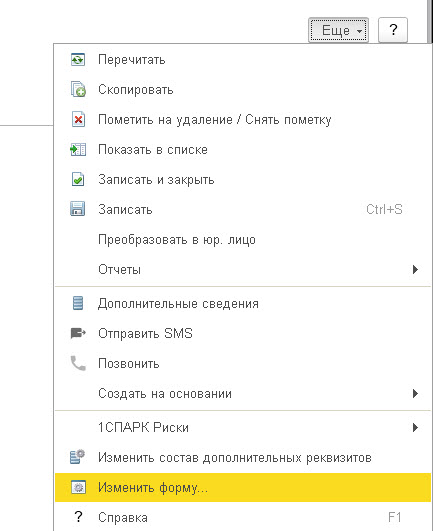 Еще
?
Перечитать
Скопировать
Пометить на удаление / Снять пометку
Показать в списке
Записать и закрыть
Записать Ctrl+S
Преобразовать в юр. лицо
Отчеты
Дополнительные сведения
Отправить SMS
Позвонить
Создать на основании
1СПАРК Риски
Изменить состав дополнительных реквизитов
Изменить форму...
? Справка F1